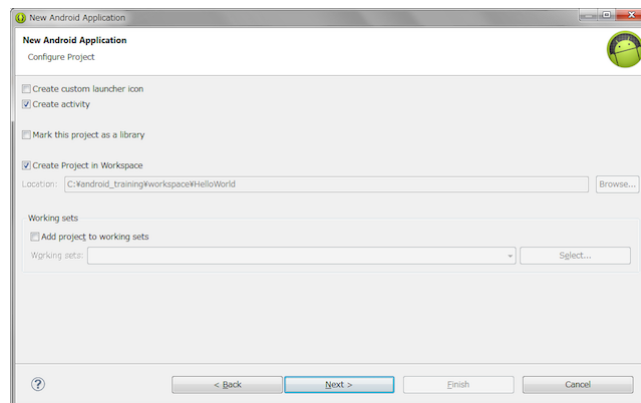 New Android Application
New Android Application
Configure Project
Create custom launcher icon
Create activity
Mark this project as a library
Create Project in Workspace
Location: C:¥android_training¥workspace¥HelloWorld Browse...
Working sets
Add project to working sets
Working sets: Select...
< Back Next > Finish Cancel